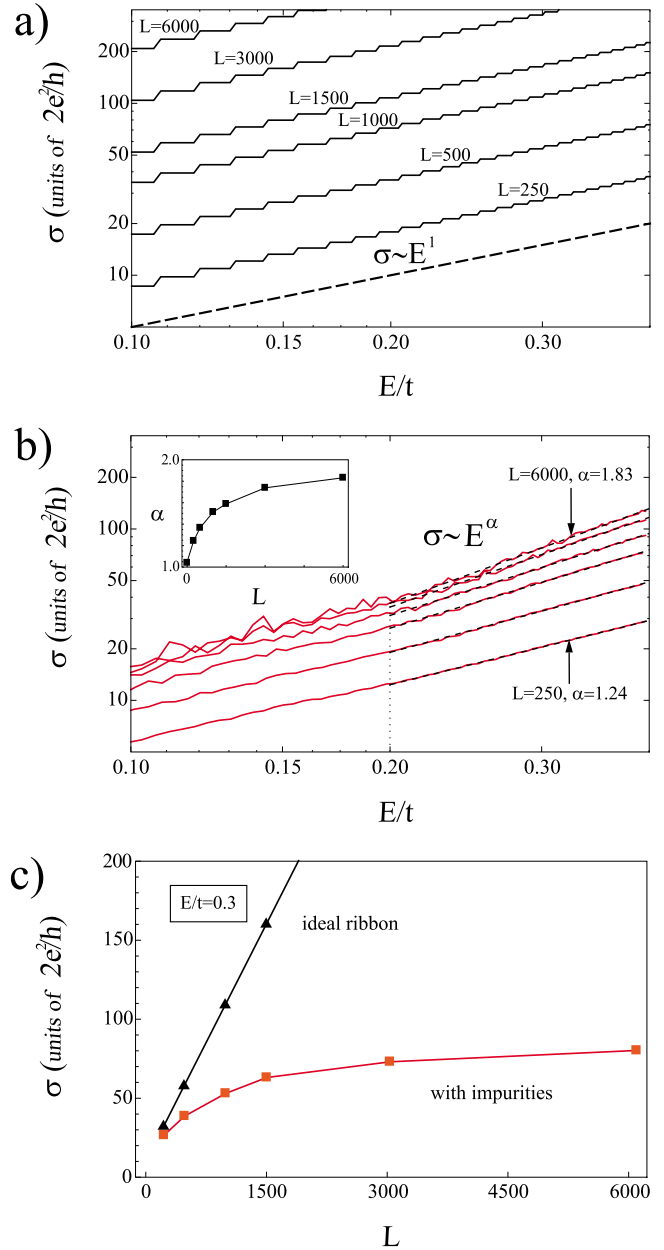 a)
σ (units of 2e²/h)
200
100
50
20
10
L=6000
L=3000
L=1500
L=1000
L=500
L=250
σ~E¹
0.10
0.15
0.20
0.30
E/t
b)
σ (units of 2e²/h)
200
100
50
20
10
2.0
α
1.0
0
6000
L
σ~E^α
L=6000, α=1.83
L=250, α=1.24
0.10
0.15
0.20
0.30
E/t
c)
σ (units of 2e²/h)
200
150
100
50
0
E/t=0.3
ideal ribbon
with impurities
0
1500
3000
4500
6000
L